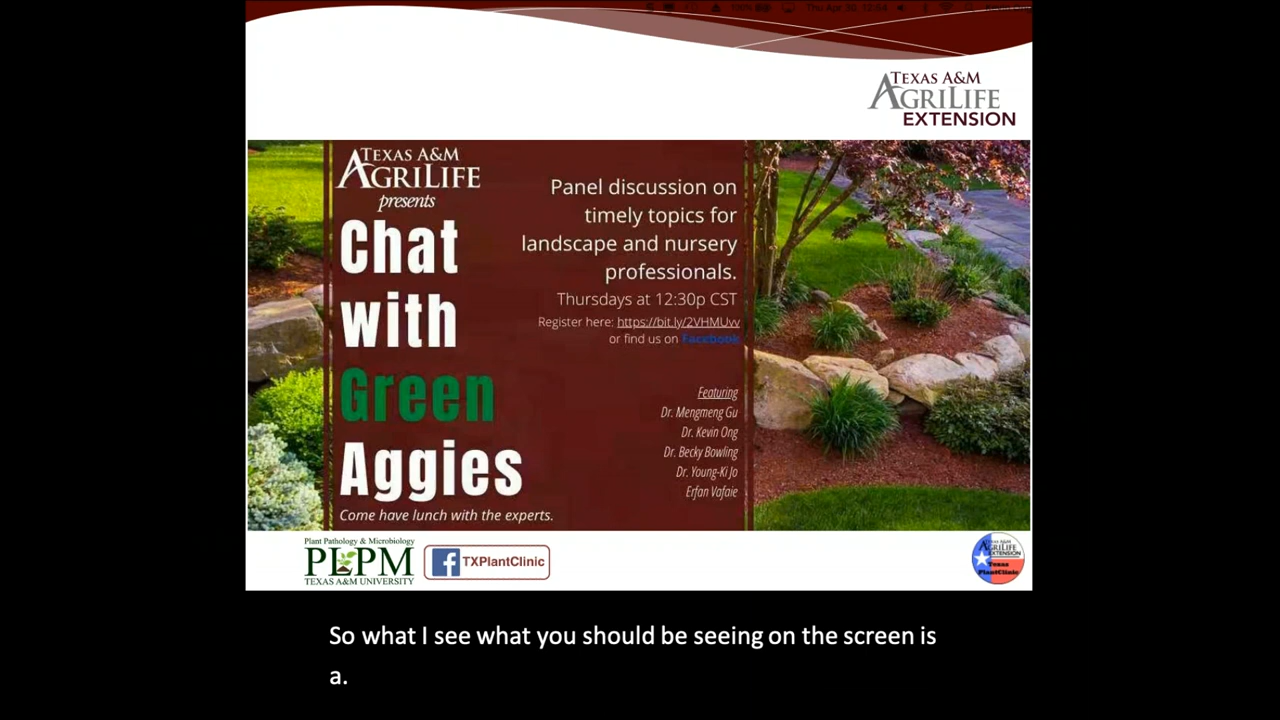 TEXAS A&M
AGRILIFE
EXTENSION
TEXAS A&M
AGRILIFE
presents
Chat
with
Green
Aggies
Come have lunch with the experts.
Panel discussion on
timely topics for
landscape and nursery
professionals.
Thursdays at 12:30p CST
Register here: https://bit.ly/2VHMUvv
or find us on Facebook
Featuring
Dr. Mengmeng Gu
Dr. Kevin Ong
Dr. Becky Bowling
Dr. Young-Ki Jo
Erfan Vafaie
Plant Pathology & Microbiology
PLPM
TEXAS A&M UNIVERSITY
TXPlantClinic
AGRILIFE
EXTENSION
Texas
PlantClinic
So what I see what you should be seeing on the screen is
a.